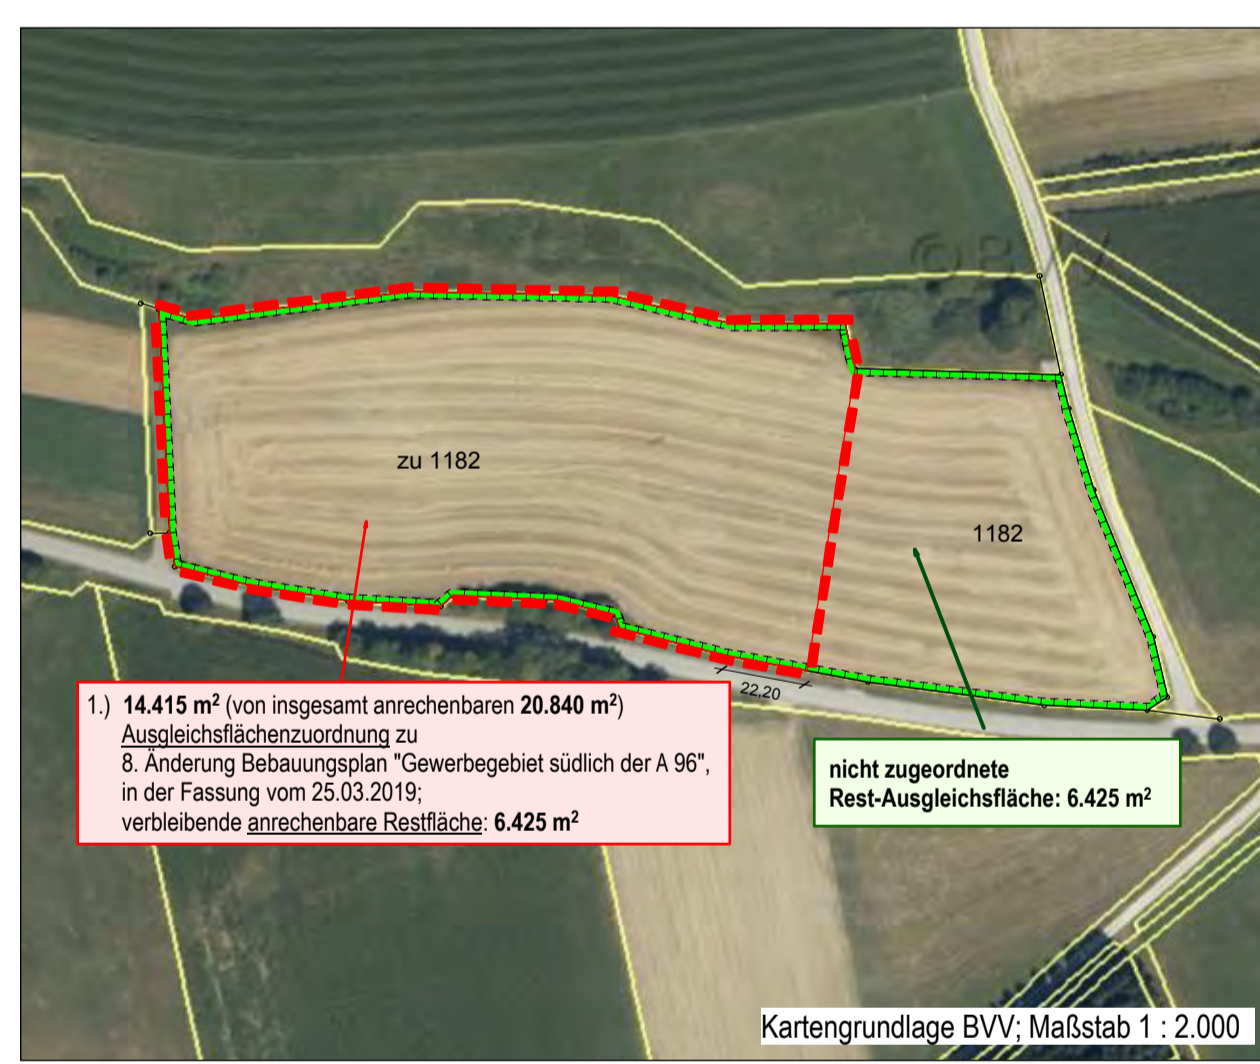 © BVV
zu 1182
1182
22,20
1.) 14.415 m² (von insgesamt anrechenbaren 20.840 m²)
Ausgleichsflächenzuordnung zu
8. Änderung Bebauungsplan "Gewerbegebiet südlich der A 96",
in der Fassung vom 25.03.2019;
verbleibende anrechenbare Restfläche: 6.425 m²
nicht zugeordnete
Rest-Ausgleichsfläche: 6.425 m²
Kartengrundlage BVV; Maßstab 1 : 2.000